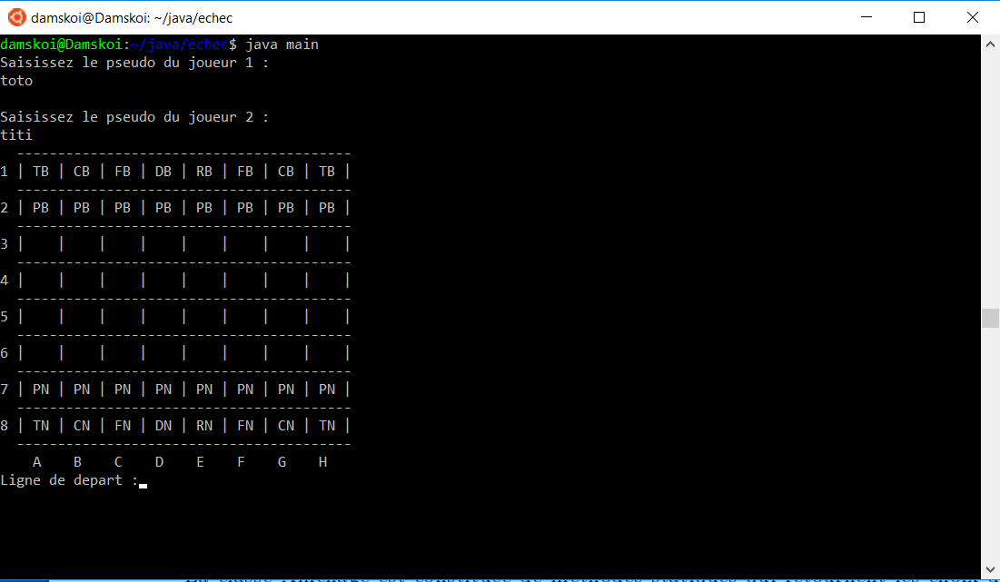 damskoi@Damskoi: ~/java/echec
damskoi@Damskoi:~/java/echec$ java main
Saisissez le pseudo du joueur 1 :
toto
Saisissez le pseudo du joueur 2 :
titi
-----------------------------------------
1 | TB | CB | FB | DB | RB | FB | CB | TB |
-----------------------------------------
2 | PB | PB | PB | PB | PB | PB | PB | PB |
-----------------------------------------
3 |    |    |    |    |    |    |    |    |
-----------------------------------------
4 |    |    |    |    |    |    |    |    |
-----------------------------------------
5 |    |    |    |    |    |    |    |    |
-----------------------------------------
6 |    |    |    |    |    |    |    |    |
-----------------------------------------
7 | PN | PN | PN | PN | PN | PN | PN | PN |
-----------------------------------------
8 | TN | CN | FN | DN | RN | FN | CN | TN |
-----------------------------------------
A    B    C    D    E    F    G    H
Ligne de depart :